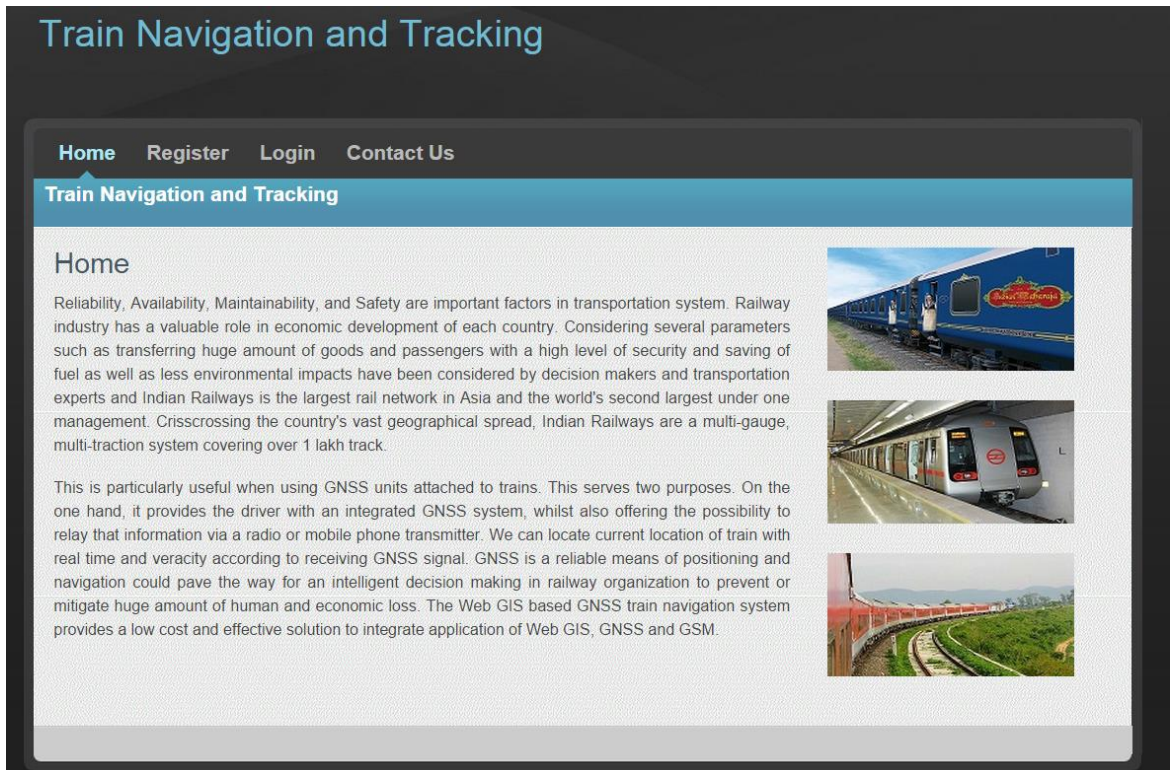 Train Navigation and Tracking
Home Register Login Contact Us
Train Navigation and Tracking
Home
Reliability, Availability, Maintainability, and Safety are important factors in transportation system. Railway
industry has a valuable role in economic development of each country. Considering several parameters
such as transferring huge amount of goods and passengers with a high level of security and saving of
fuel as well as less environmental impacts have been considered by decision makers and transportation
experts and Indian Railways is the largest rail network in Asia and the world's second largest under one
management. Crisscrossing the country's vast geographical spread, Indian Railways are a multi-gauge,
multi-traction system covering over 1 lakh track.
This is particularly useful when using GNSS units attached to trains. This serves two purposes. On the
one hand, it provides the driver with an integrated GNSS system, whilst also offering the possibility to
relay that information via a radio or mobile phone transmitter. We can locate current location of train with
real time and veracity according to receiving GNSS signal. GNSS is a reliable means of positioning and
navigation could pave the way for an intelligent decision making in railway organization to prevent or
mitigate huge amount of human and economic loss. The Web GIS based GNSS train navigation system
provides a low cost and effective solution to integrate application of Web GIS, GNSS and GSM.